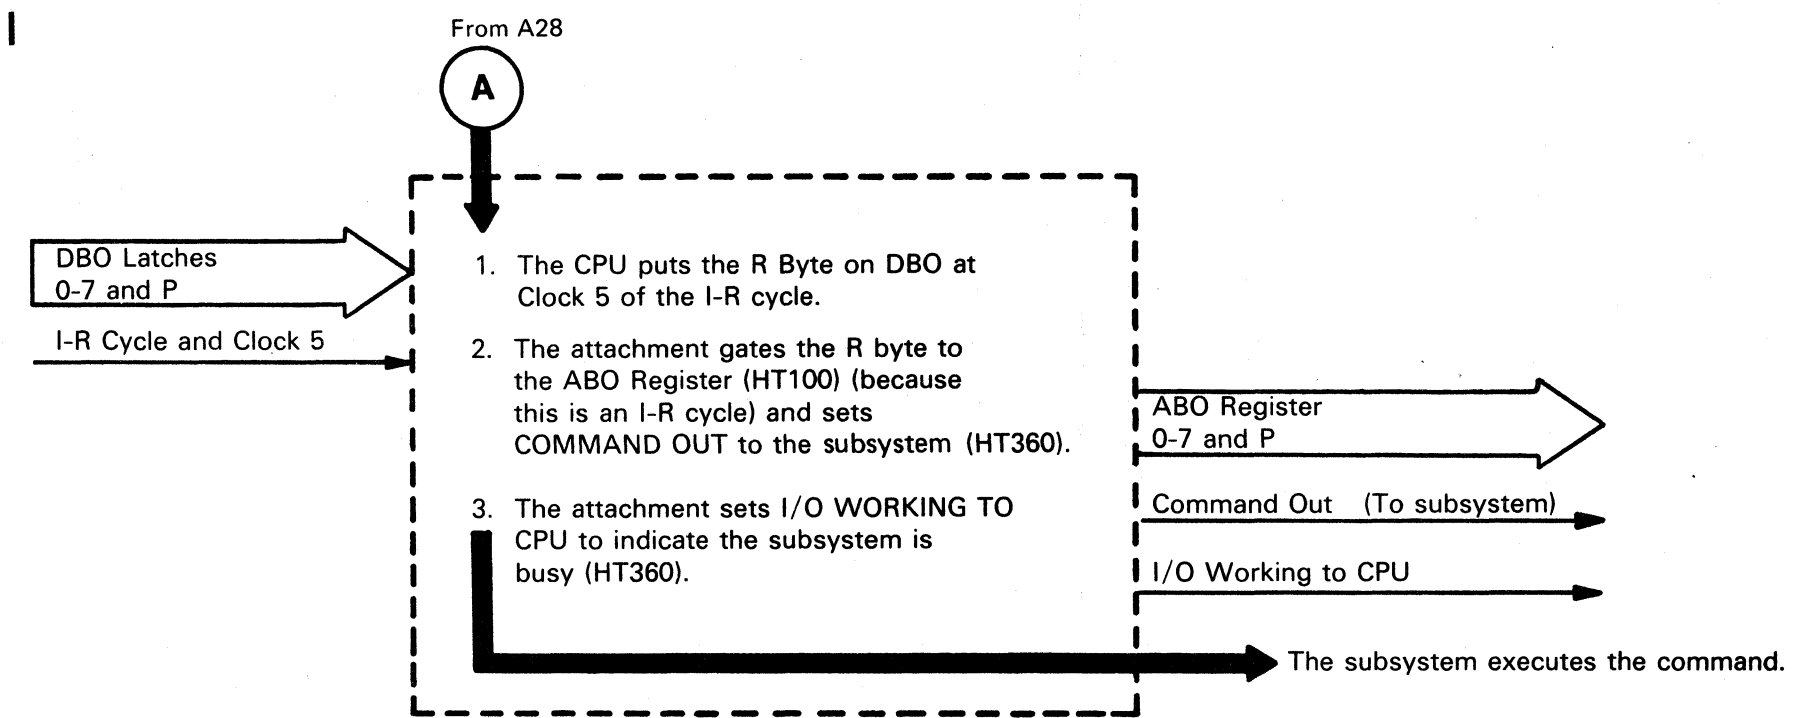 From A28
A
DBO Latches
0-7 and P
I-R Cycle and Clock 5
1. The CPU puts the R Byte on DBO at
Clock 5 of the I-R cycle.
2. The attachment gates the R byte to
the ABO Register (HT100) (because
this is an I-R cycle) and sets
COMMAND OUT to the subsystem (HT360).
3. The attachment sets I/O WORKING TO
CPU to indicate the subsystem is
busy (HT360).
ABO Register
0-7 and P
Command Out (To subsystem)
I/O Working to CPU
The subsystem executes the command.